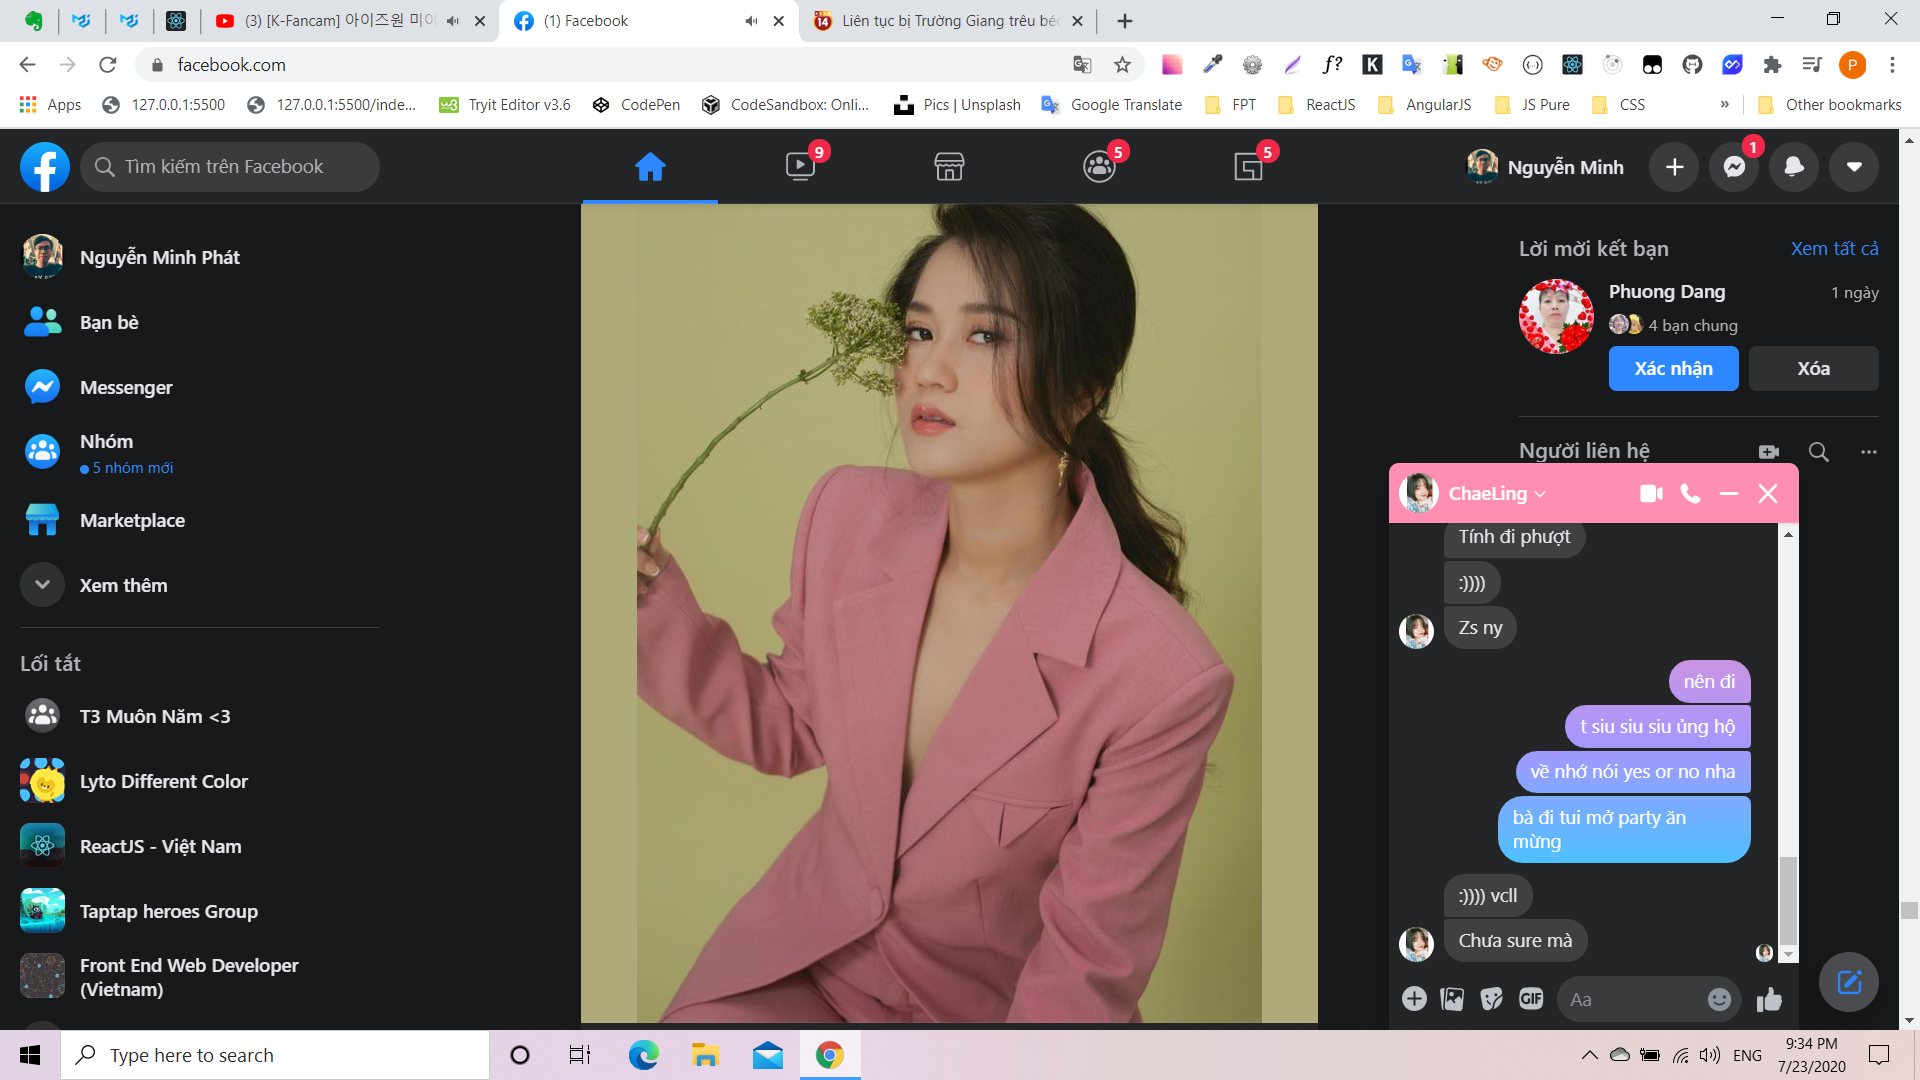 (3) [K-Fancam] 아이즈원 미
(1) Facebook
Liên tục bị Trường Giang trêu béo
facebook.com
f?
K
P
Apps
127.0.0.1:5500
127.0.0.1:5500/inde...
Tryit Editor v3.6
CodePen
CodeSandbox: Onli...
Pics | Unsplash
Google Translate
FPT
ReactJS
AngularJS
JS Pure
CSS
»
Other bookmarks
Tìm kiếm trên Facebook
9
5
5
Nguyễn Minh
1
Nguyễn Minh Phát
Bạn bè
Messenger
Nhóm
5 nhóm mới
Marketplace
Xem thêm
Lối tắt
T3 Muôn Năm <3
Lyto Different Color
ReactJS - Việt Nam
Taptap heroes Group
Front End Web Developer
(Vietnam)
Lời mời kết bạn
Xem tất cả
Phuong Dang
1 ngày
4 bạn chung
Xác nhận
Xóa
Người liên hệ
ChaeLing
Tính đi phượt
:))))
Zs ny
nên đi
t siu siu siu ủng hộ
về nhớ nói yes or no nha
bà đi tui mở party ăn
mừng
:)))) vcll
Chưa sure mà
GIF
Aa
Type here to search
ENG
9:34 PM
7/23/2020